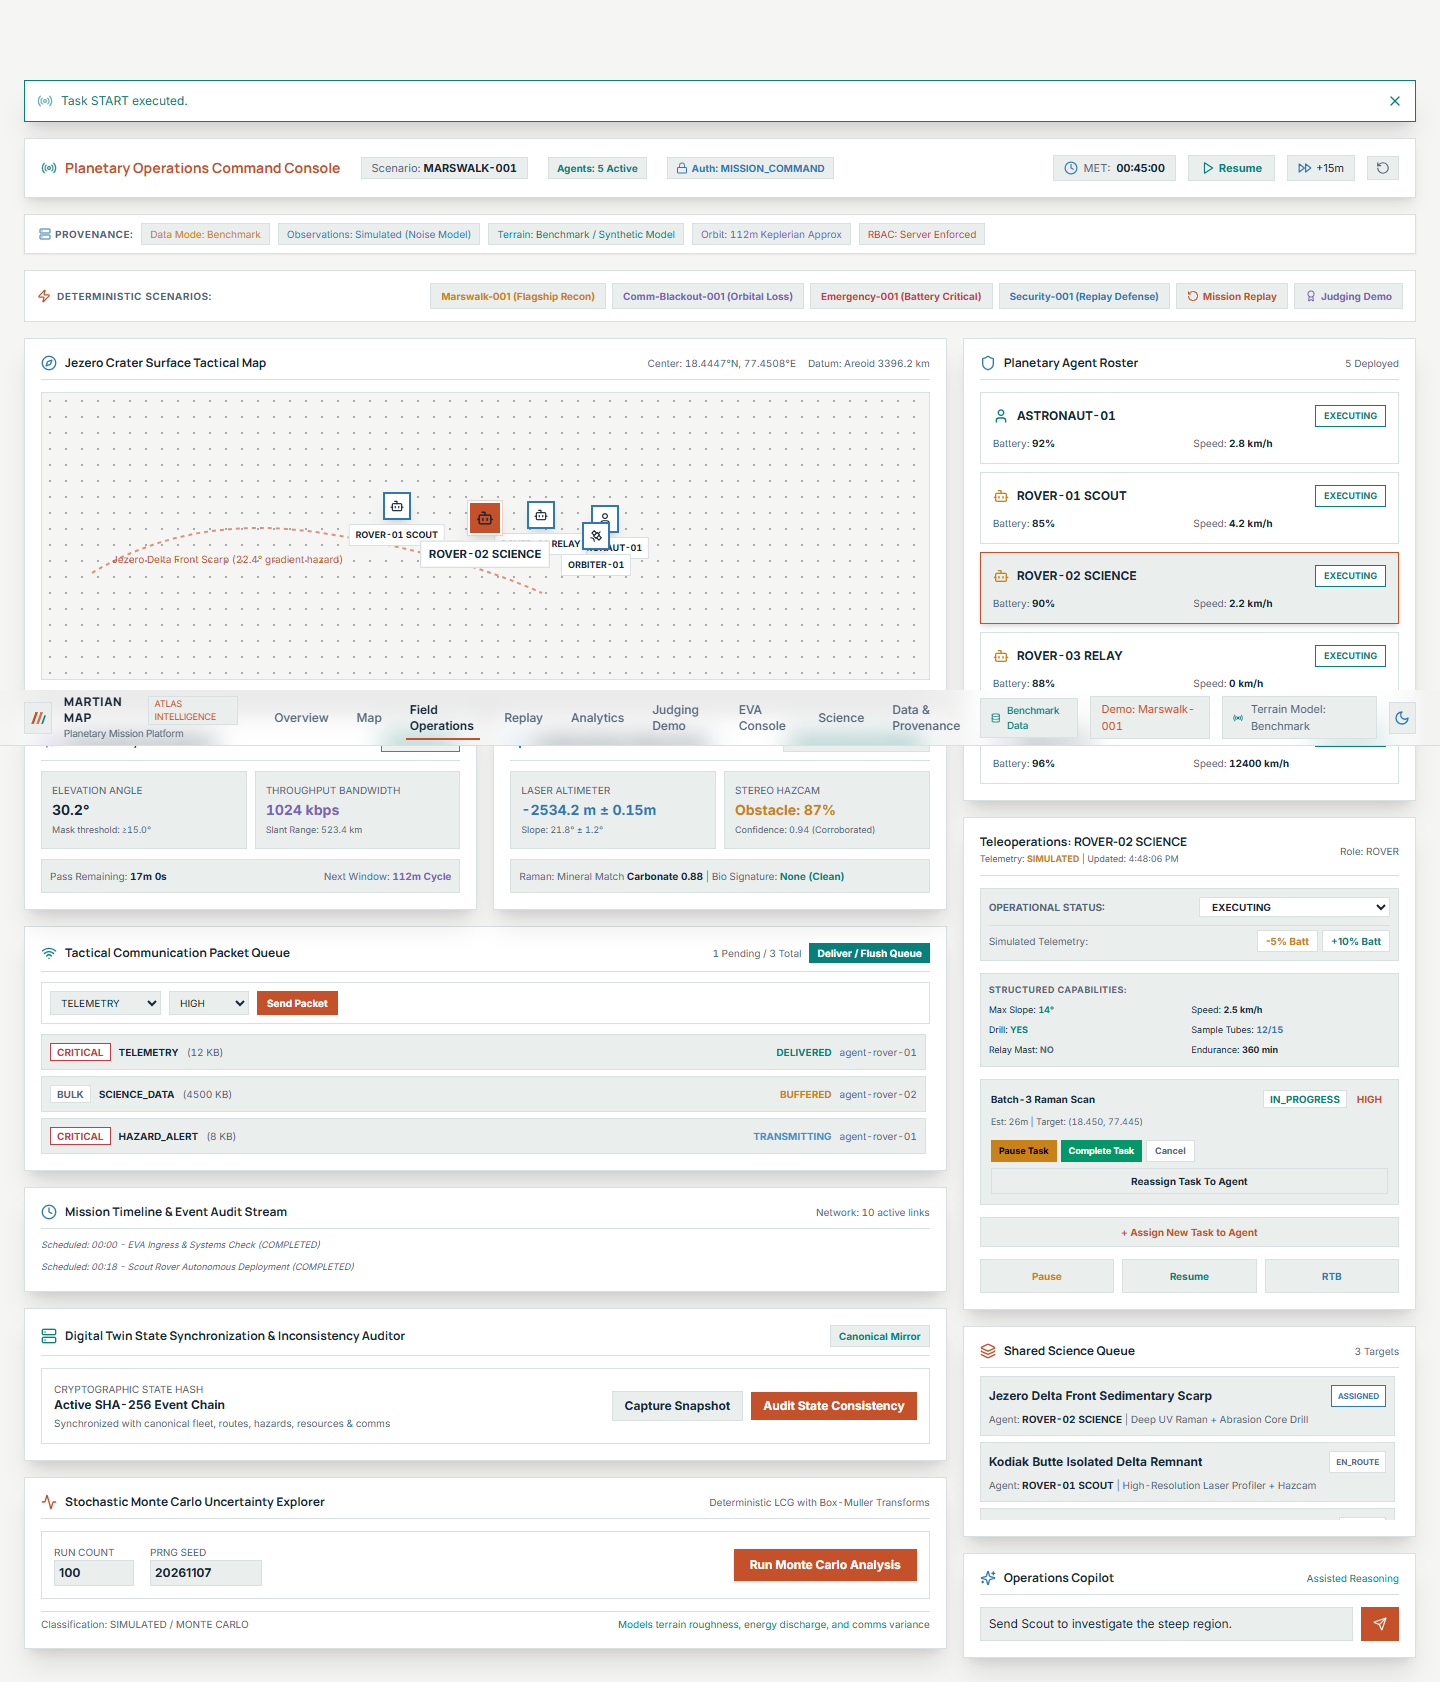 Task START executed.
Planetary Operations Command Console
Scenario: MARSWALK-001
Agents: 5 Active
Auth: MISSION_COMMAND
MET: 00:45:00
Resume
+15m
PROVENANCE:
Data Mode: Benchmark
Observations: Simulated (Noise Model)
Terrain: Benchmark / Synthetic Model
Orbit: 112m Keplerian Approx
RBAC: Server Enforced
DETERMINISTIC SCENARIOS:
Marswalk-001 (Flagship Recon)
Comm-Blackout-001 (Orbital Loss)
Emergency-001 (Battery Critical)
Security-001 (Replay Defense)
Mission Replay
Judging Demo
Jezero Crater Surface Tactical Map
Center: 18.4447°N, 77.4508°E
Datum: Areoid 3396.2 km
ROVER-01 SCOUT
ROVER-02 SCIENCE
RELAY
AUT-01
ORBITER-01
Jezero Delta Front Scarp (22.4° gradient hazard)
Planetary Agent Roster
5 Deployed
ASTRONAUT-01
EXECUTING
Battery: 92%
Speed: 2.8 km/h
ROVER-01 SCOUT
EXECUTING
Battery: 85%
Speed: 4.2 km/h
ROVER-02 SCIENCE
EXECUTING
Battery: 90%
Speed: 2.2 km/h
ROVER-03 RELAY
EXECUTING
Battery: 88%
Speed: 0 km/h
MARTIAN MAP
ATLAS INTELLIGENCE
Planetary Mission Platform
Overview
Map
Field Operations
Replay
Analytics
Judging Demo
EVA Console
Science
Data & Provenance
Benchmark Data
Demo: Marswalk-001
Terrain Model: Benchmark
Battery: 96%
Speed: 12400 km/h
ELEVATION ANGLE
30.2°
Mask threshold: ≥15.0°
THROUGHPUT BANDWIDTH
1024 kbps
Slant Range: 523.4 km
Pass Remaining: 17m 0s
Next Window: 112m Cycle
LASER ALTIMETER
-2534.2 m ± 0.15m
Slope: 21.8° ± 1.2°
STEREO HAZCAM
Obstacle: 87%
Confidence: 0.94 (Corroborated)
Raman: Mineral Match Carbonate 0.88 | Bio Signature: None (Clean)
Tactical Communication Packet Queue
1 Pending / 3 Total
Deliver / Flush Queue
TELEMETRY
HIGH
Send Packet
CRITICAL TELEMETRY (12 KB)
DELIVERED agent-rover-01
BULK SCIENCE_DATA (4500 KB)
BUFFERED agent-rover-02
CRITICAL HAZARD_ALERT (8 KB)
TRANSMITTING agent-rover-01
Mission Timeline & Event Audit Stream
Network: 10 active links
Scheduled: 00:00 - EVA Ingress & Systems Check (COMPLETED)
Scheduled: 00:18 - Scout Rover Autonomous Deployment (COMPLETED)
Digital Twin State Synchronization & Inconsistency Auditor
Canonical Mirror
CRYPTOGRAPHIC STATE HASH
Active SHA-256 Event Chain
Synchronized with canonical fleet, routes, hazards, resources & comms
Capture Snapshot
Audit State Consistency
Stochastic Monte Carlo Uncertainty Explorer
Deterministic LCG with Box-Muller Transforms
RUN COUNT
100
PRNG SEED
20261107
Run Monte Carlo Analysis
Classification: SIMULATED / MONTE CARLO
Models terrain roughness, energy discharge, and comms variance
Teleoperations: ROVER-02 SCIENCE
Telemetry: SIMULATED | Updated: 4:48:06 PM
Role: ROVER
OPERATIONAL STATUS:
EXECUTING
Simulated Telemetry:
-5% Batt
+10% Batt
STRUCTURED CAPABILITIES:
Max Slope: 14°
Speed: 2.5 km/h
Drill: YES
Sample Tubes: 12/15
Relay Mast: NO
Endurance: 360 min
Batch-3 Raman Scan
IN_PROGRESS
HIGH
Est: 26m | Target: (18.450, 77.445)
Pause Task
Complete Task
Cancel
Reassign Task To Agent
+ Assign New Task to Agent
Pause
Resume
RTB
Shared Science Queue
3 Targets
Jezero Delta Front Sedimentary Scarp
ASSIGNED
Agent: ROVER-02 SCIENCE | Deep UV Raman + Abrasion Core Drill
Kodiak Butte Isolated Delta Remnant
EN_ROUTE
Agent: ROVER-01 SCOUT | High-Resolution Laser Profiler + Hazcam
Operations Copilot
Assisted Reasoning
Send Scout to investigate the steep region.